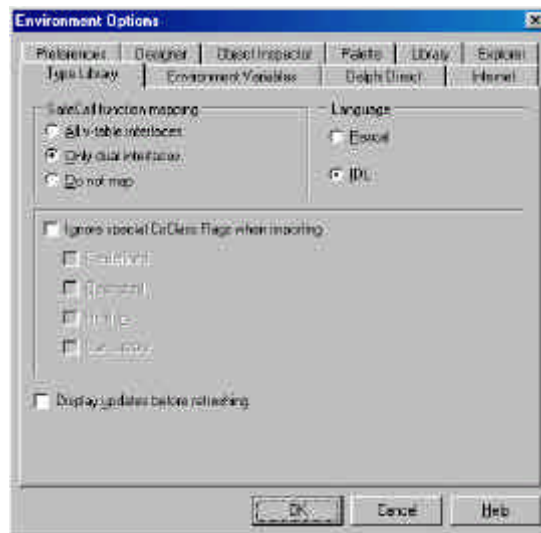 Environment Options
Preferences Designer Object Inspector Palette Library Explorer
Type Library Environment Variables Delphi Direct Internet
SafeCall function mapping
All v-table interfaces
Only dual interfaces
Do not map
Language
Pascal
IDL
Ignore special CoClass Flags when importing
Display updates before refreshing
OK Cancel Help